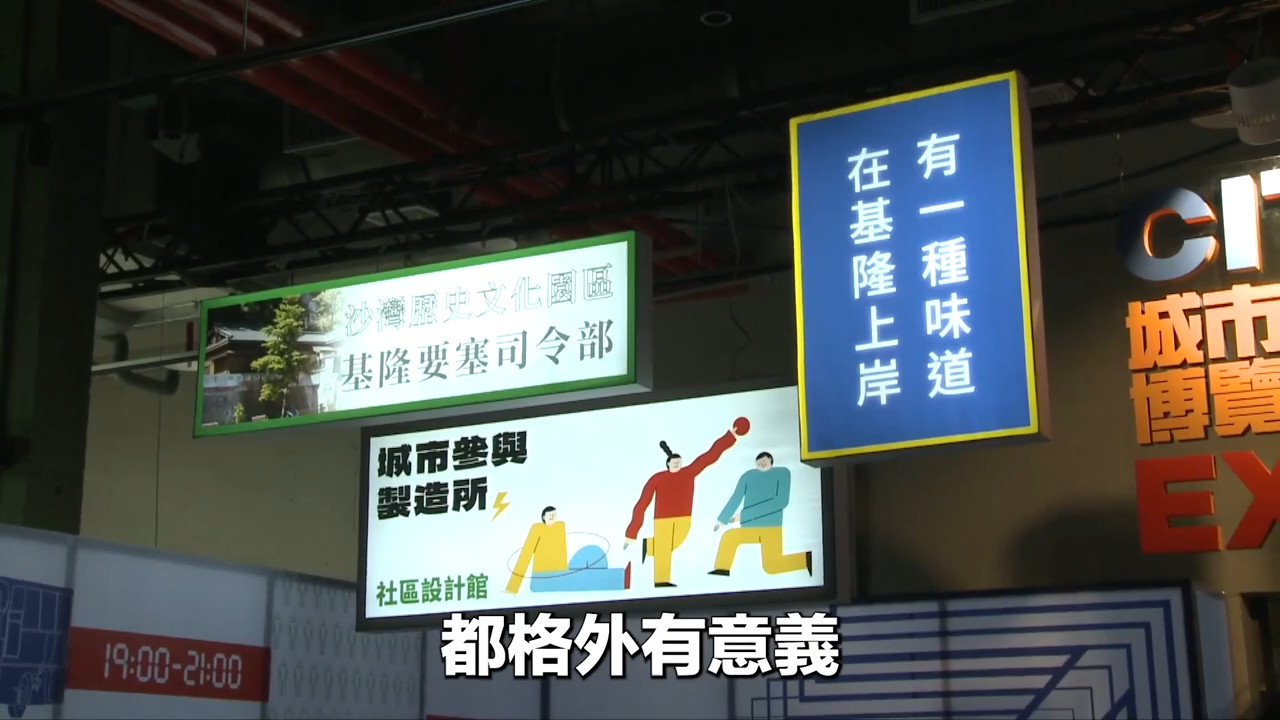 沙灣歷史文化園區
基隆要塞司令部
有一種味道
在基隆上岸
城市參與
製造所
社區設計館
CIT
城市
博覽
EX
19:00-21:00
都格外有意義